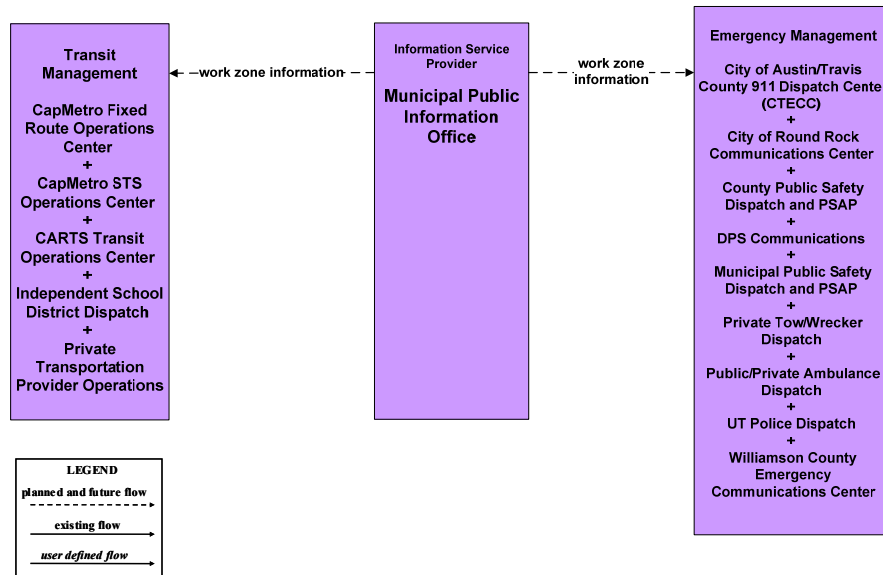 Transit
Management
CapMetro Fixed
Route Operations
Center
+
CapMetro STS
Operations Center
+
CARTS Transit
Operations Center
+
Independent School
District Dispatch
+
Private
Transportation
Provider Operations
work zone information
Information Service
Provider
Municipal Public
Information
Office
work zone
information
Emergency Management
City of Austin/Travis
County 911 Dispatch Cente
(CTECC)
+
City of Round Rock
Communications Center
+
County Public Safety
Dispatch and PSAP
+
DPS Communications
+
Municipal Public Safety
Dispatch and PSAP
+
Private Tow/Wrecker
Dispatch
+
Public/Private Ambulance
Dispatch
+
UT Police Dispatch
+
Williamson County
Emergency
Communications Center
LEGEND
planned and future flow
existing flow
user defined flow